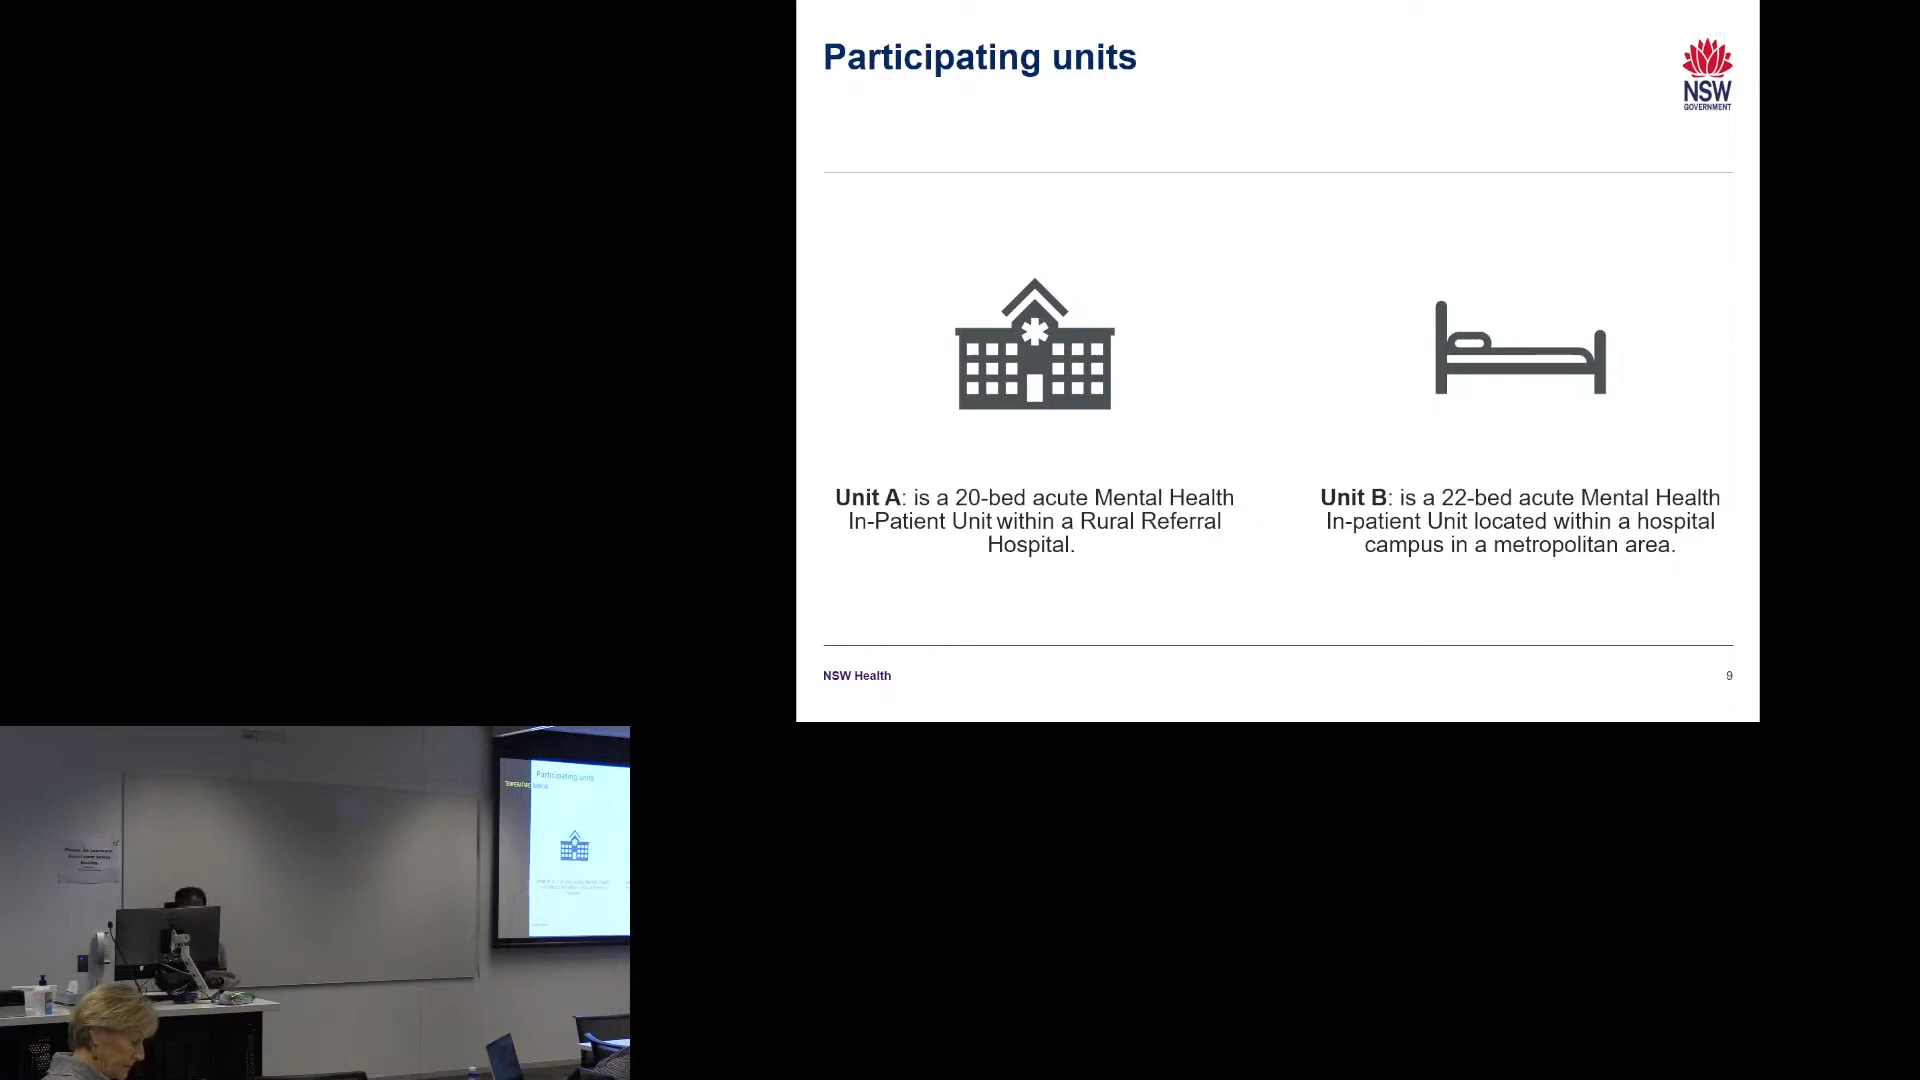 Participating units
NSW
GOVERNMENT
Unit A: is a 20-bed acute Mental Health
In-Patient Unit within a Rural Referral
Hospital.
Unit B: is a 22-bed acute Mental Health
In-patient Unit located within a hospital
campus in a metropolitan area.
NSW Health
9
Participating units
TEMPERATURE